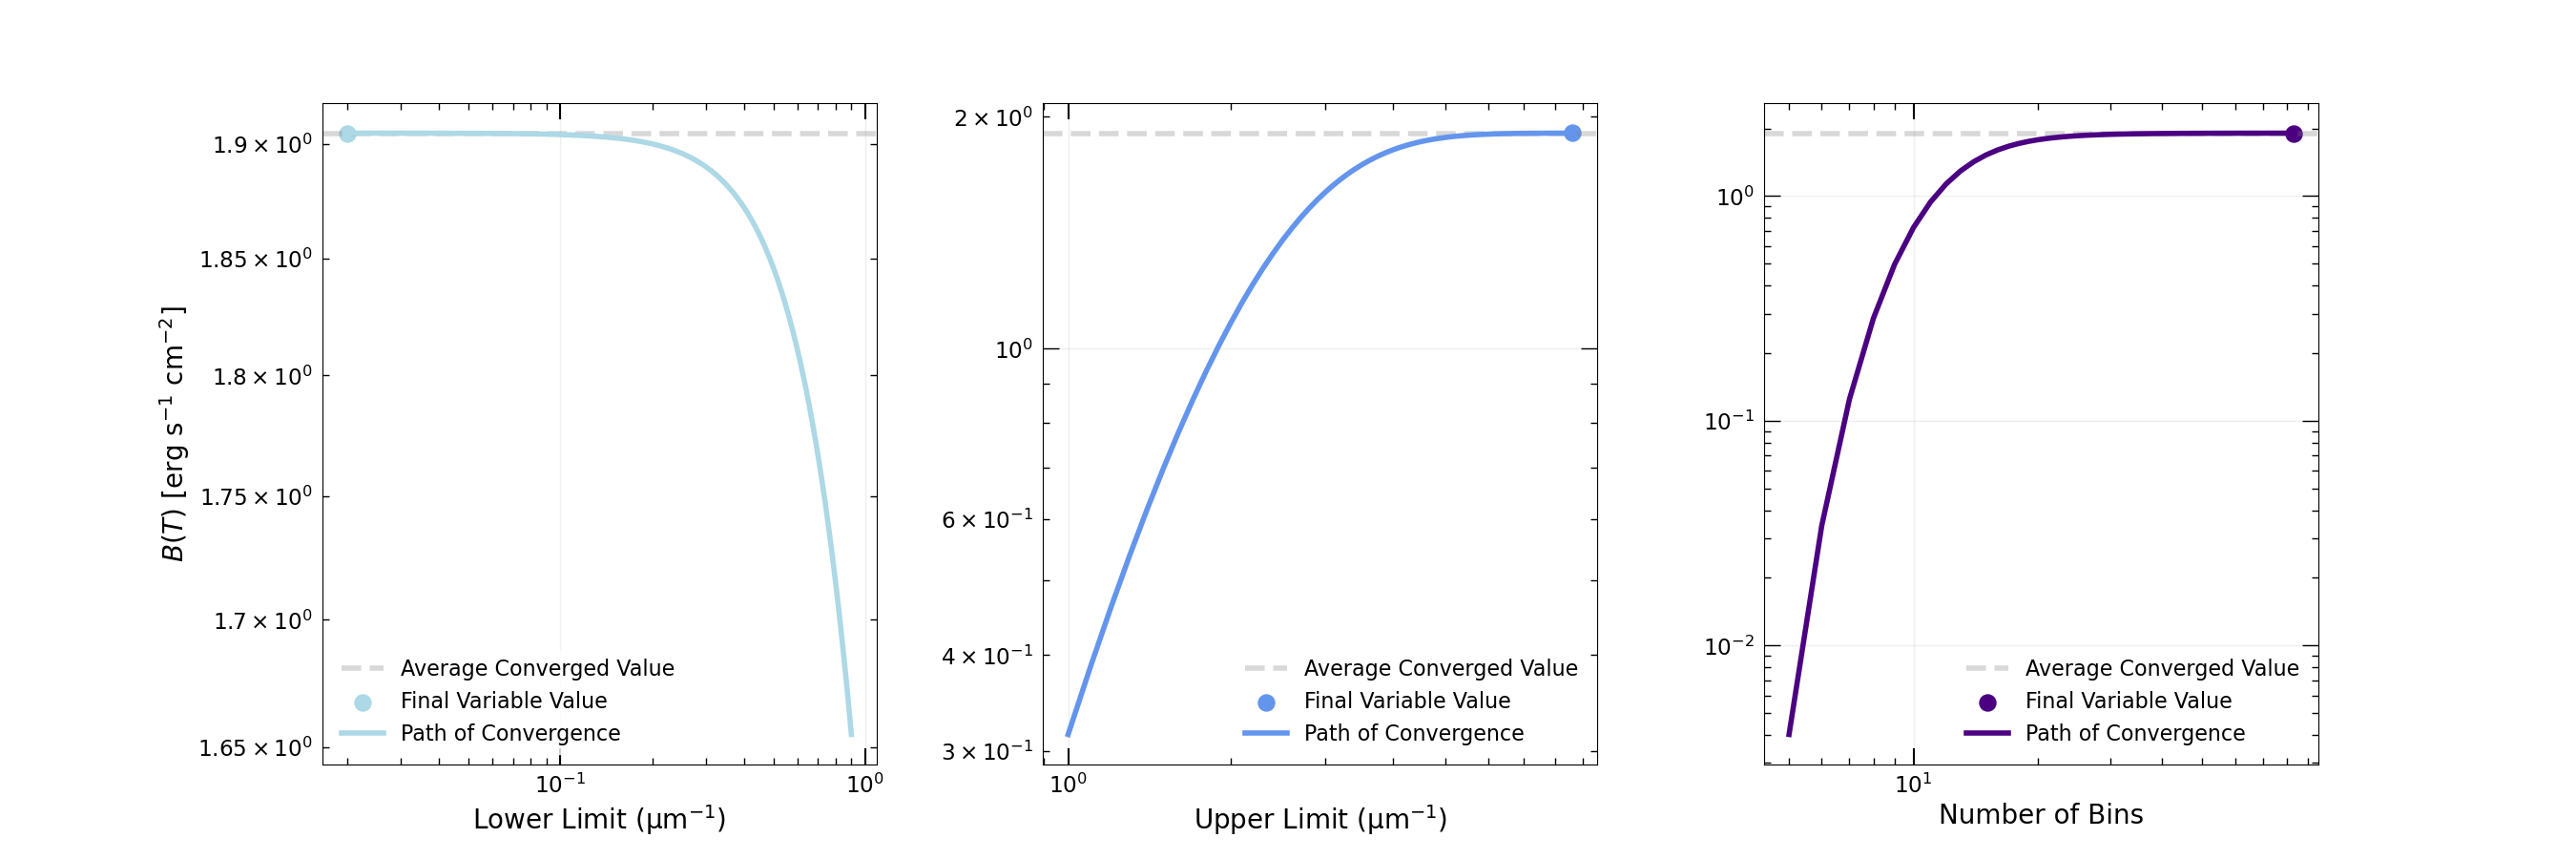 B(T) [erg s⁻¹ cm⁻²]
1.9 × 10⁰
1.85 × 10⁰
1.8 × 10⁰
1.75 × 10⁰
1.7 × 10⁰
1.65 × 10⁰
Average Converged Value
Final Variable Value
Path of Convergence
10⁻¹ 10⁰
Lower Limit (µm⁻¹)
2 × 10⁰
10⁰
6 × 10⁻¹
4 × 10⁻¹
3 × 10⁻¹
Average Converged Value
Final Variable Value
Path of Convergence
10⁰
Upper Limit (µm⁻¹)
10⁰
10⁻¹
10⁻²
Average Converged Value
Final Variable Value
Path of Convergence
10¹
Number of Bins